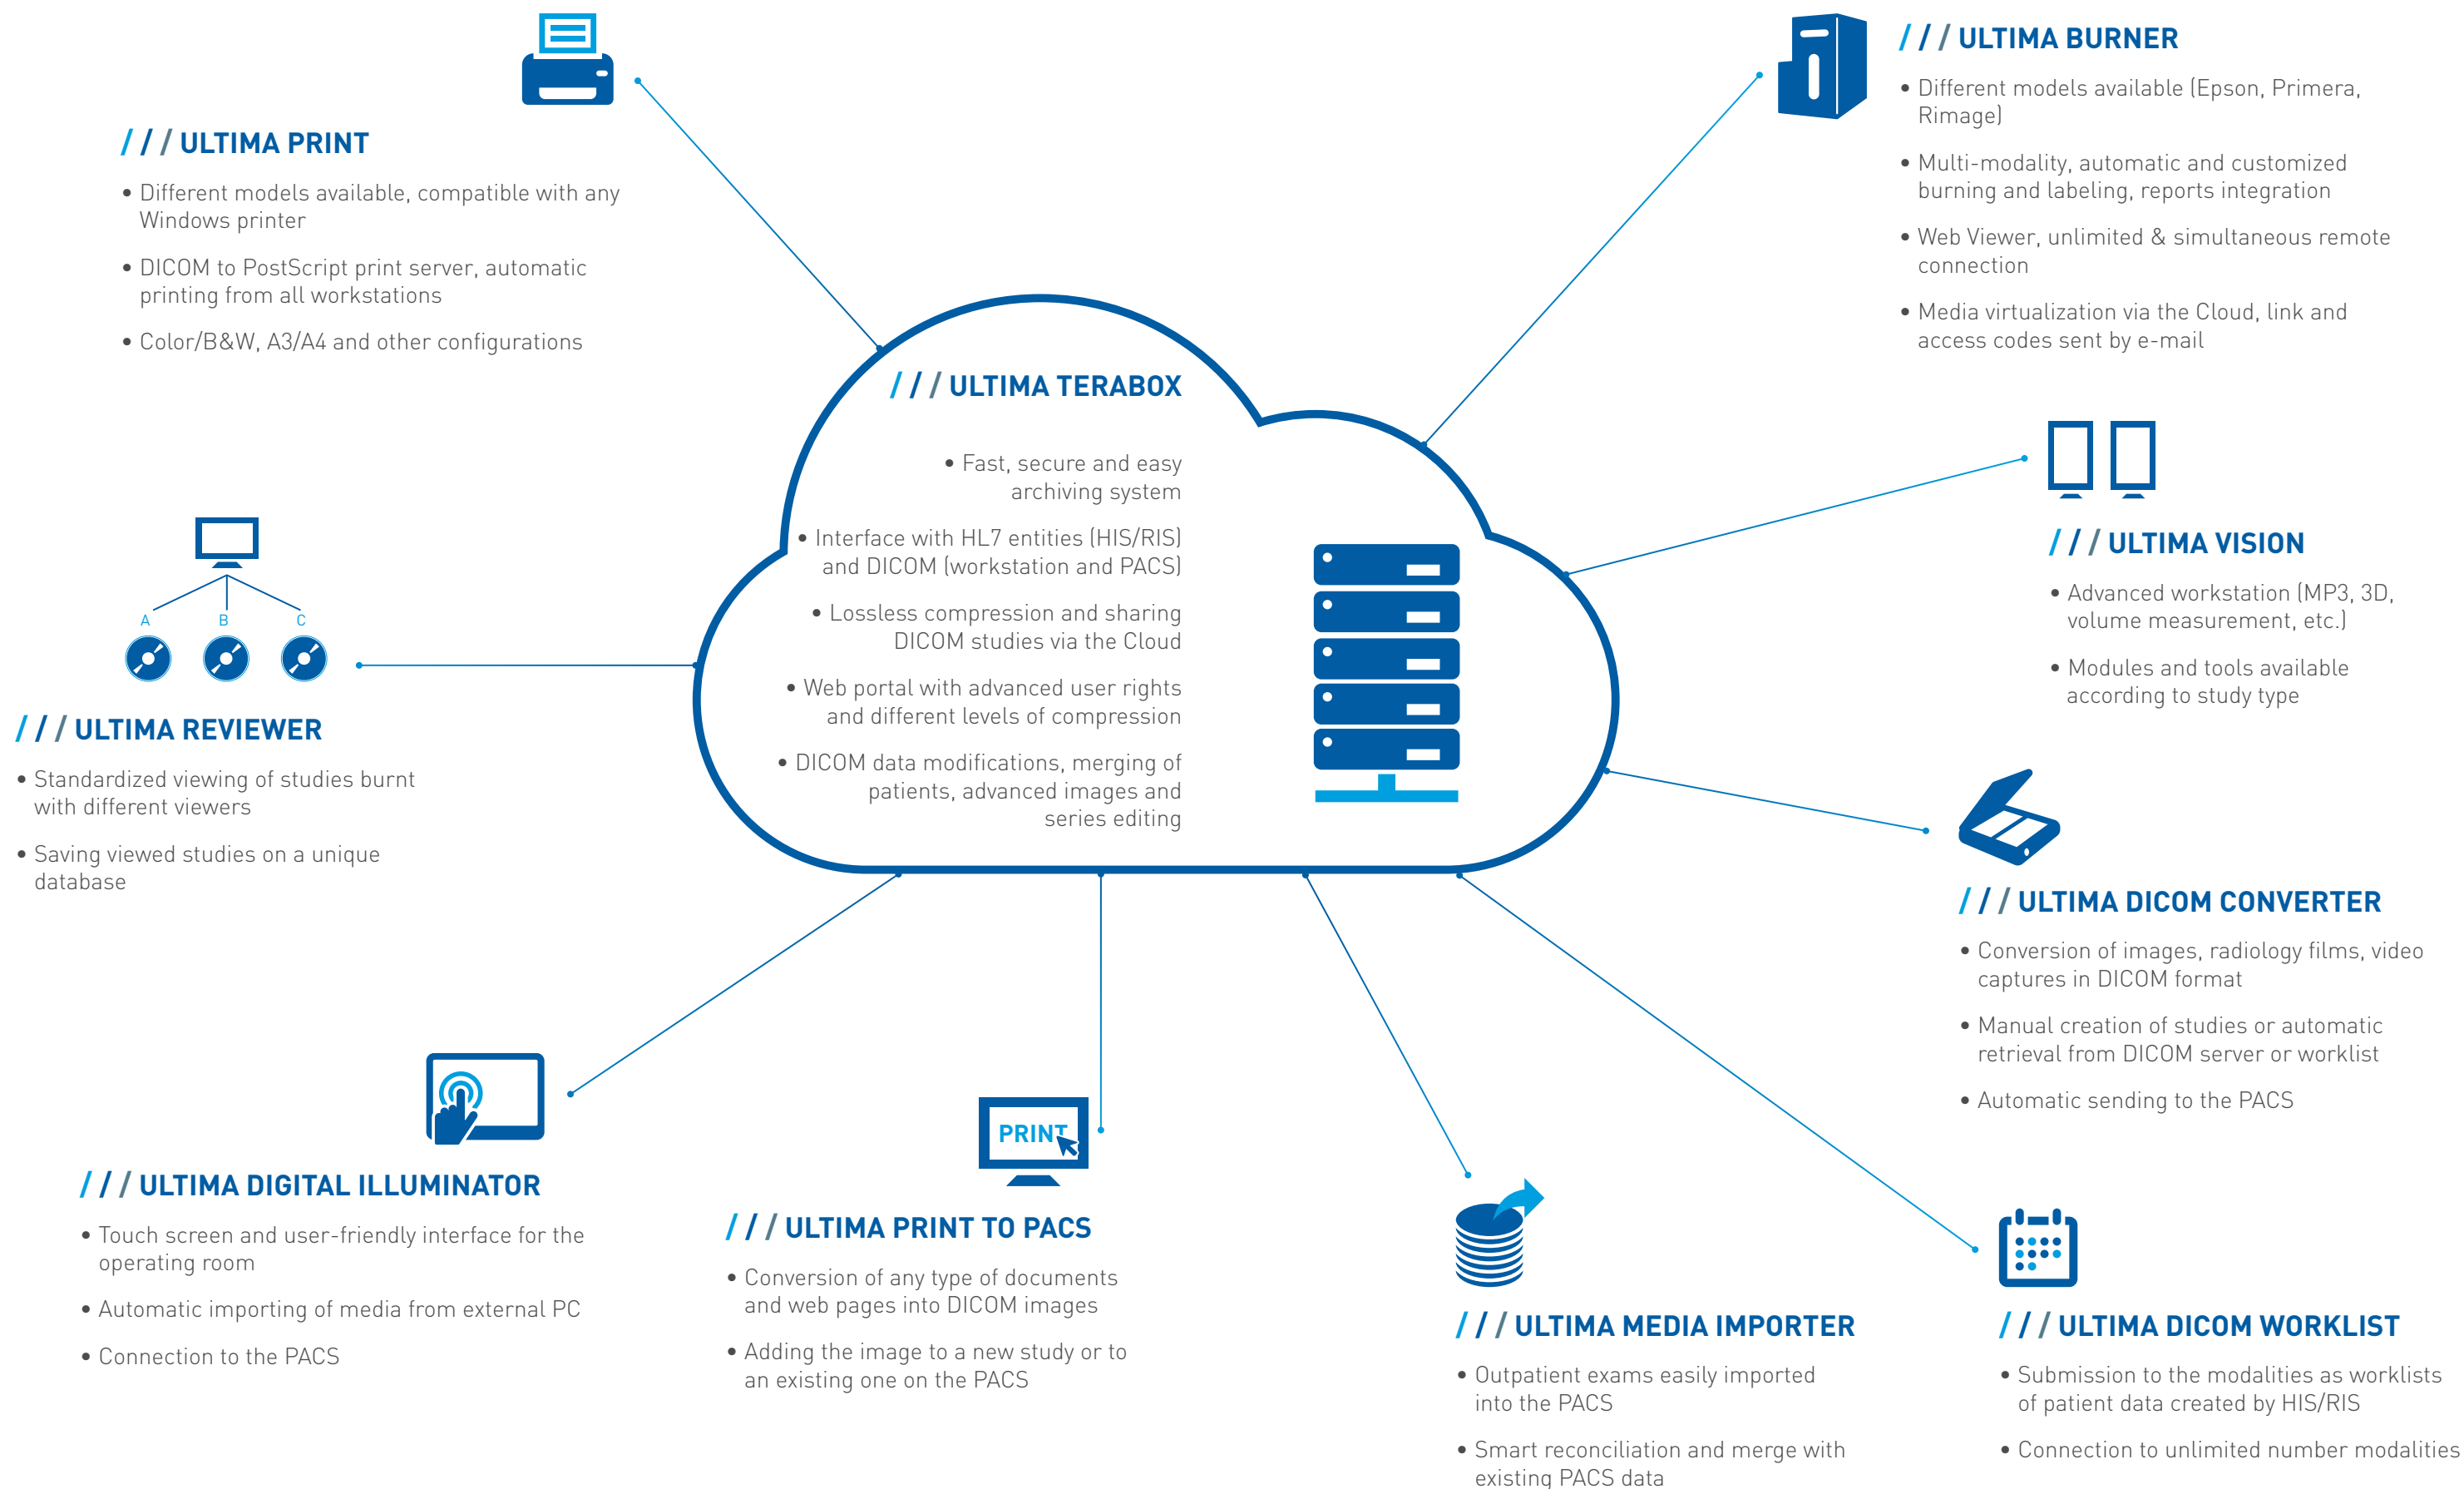 / / / ULTIMA PRINT
• Different models available, compatible with any
Windows printer
• DICOM to PostScript print server, automatic
printing from all workstations
• Color/B&W, A3/A4 and other configurations
/ / / ULTIMA BURNER
• Different models available (Epson, Primera,
Rimage)
• Multi-modality, automatic and customized
burning and labeling, reports integration
• Web Viewer, unlimited & simultaneous remote
connection
• Media virtualization via the Cloud, link and
access codes sent by e-mail
/ / / ULTIMA TERABOX
• Fast, secure and easy
archiving system
• Interface with HL7 entities (HIS/RIS)
and DICOM (workstation and PACS)
• Lossless compression and sharing
DICOM studies via the Cloud
• Web portal with advanced user rights
and different levels of compression
• DICOM data modifications, merging of
patients, advanced images and
series editing
/ / / ULTIMA VISION
• Advanced workstation (MP3, 3D,
volume measurement, etc.)
• Modules and tools available
according to study type
A B C
/ / / ULTIMA REVIEWER
• Standardized viewing of studies burnt
with different viewers
• Saving viewed studies on a unique
database
/ / / ULTIMA DICOM CONVERTER
• Conversion of images, radiology films, video
captures in DICOM format
• Manual creation of studies or automatic
retrieval from DICOM server or worklist
• Automatic sending to the PACS
/ / / ULTIMA DIGITAL ILLUMINATOR
• Touch screen and user-friendly interface for the
operating room
• Automatic importing of media from external PC
• Connection to the PACS
PRINT
/ / / ULTIMA PRINT TO PACS
• Conversion of any type of documents
and web pages into DICOM images
• Adding the image to a new study or to
an existing one on the PACS
/ / / ULTIMA MEDIA IMPORTER
• Outpatient exams easily imported
into the PACS
• Smart reconciliation and merge with
existing PACS data
/ / / ULTIMA DICOM WORKLIST
• Submission to the modalities as worklists
of patient data created by HIS/RIS
• Connection to unlimited number modalities